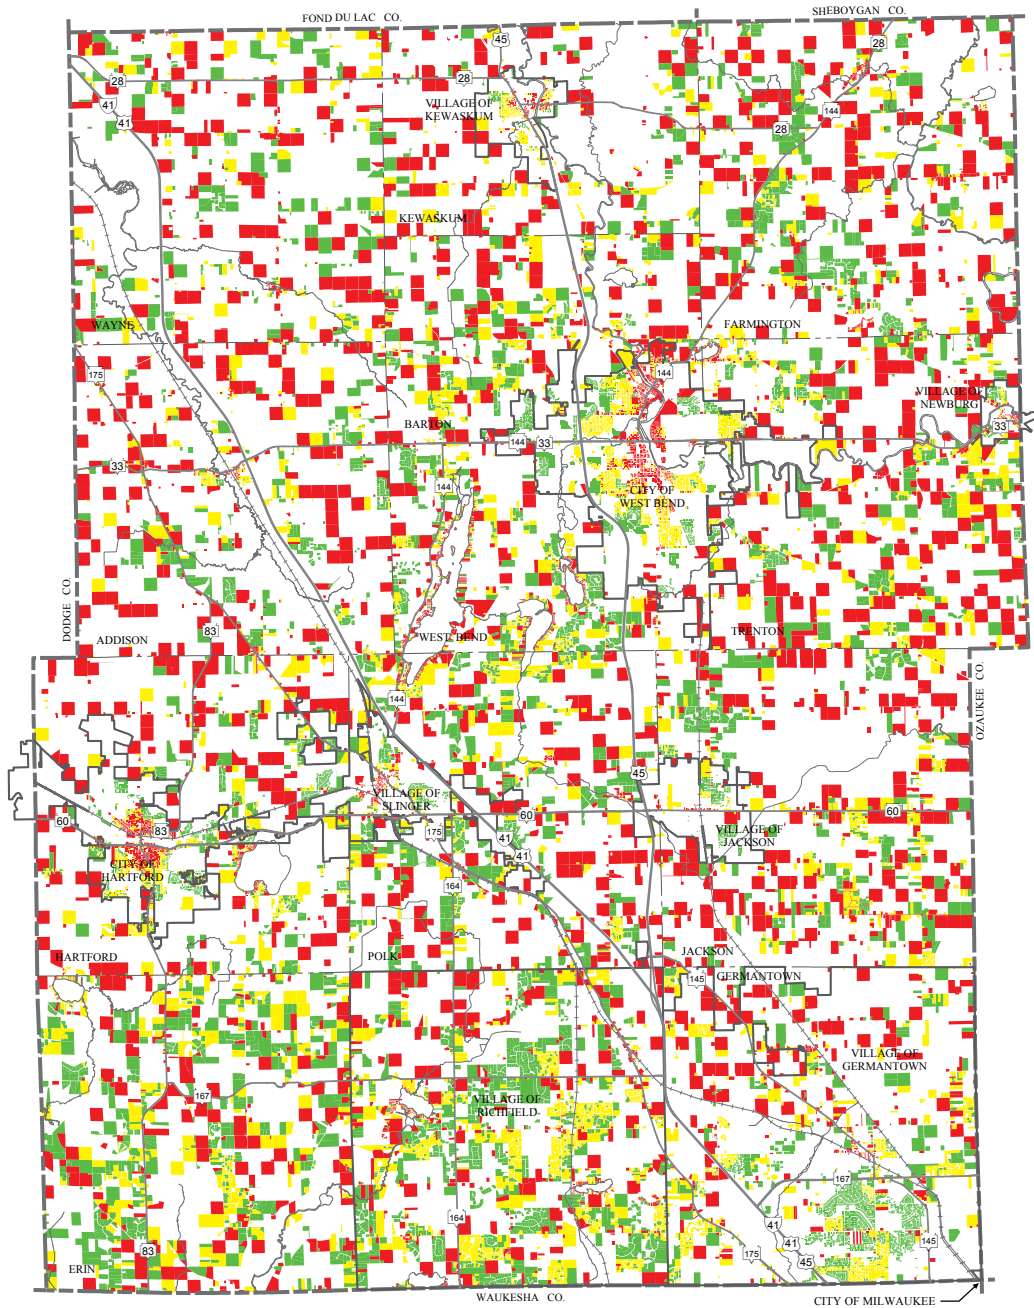 FOND DU LAC CO.
SHEBOYGAN CO.
45
28
28
28
41
41
VILLAGE OF
KEWASKUM
144
28
KEWASKUM
WAYNE
FARMINGTON
175
144
VILLAGE OF
NEWBURG
BARTON
144
33
33
33
144
CITY OF
WEST BEND
DODGE CO.
83
ADDISON
WEST BEND
TRENTON
OZAUKEE CO.
144
45
VILLAGE OF
SLINGER
60
60
60
83
175
41
41
VILLAGE OF
JACKSON
CITY OF
HARTFORD
164
HARTFORD
POLK
JACKSON
GERMANTOWN
145
VILLAGE OF
GERMANTOWN
167
VILLAGE OF
RICHFIELD
167
164
41
41
145
83
175
45
ERIN
WAUKESHA CO.
CITY OF MILWAUKEE